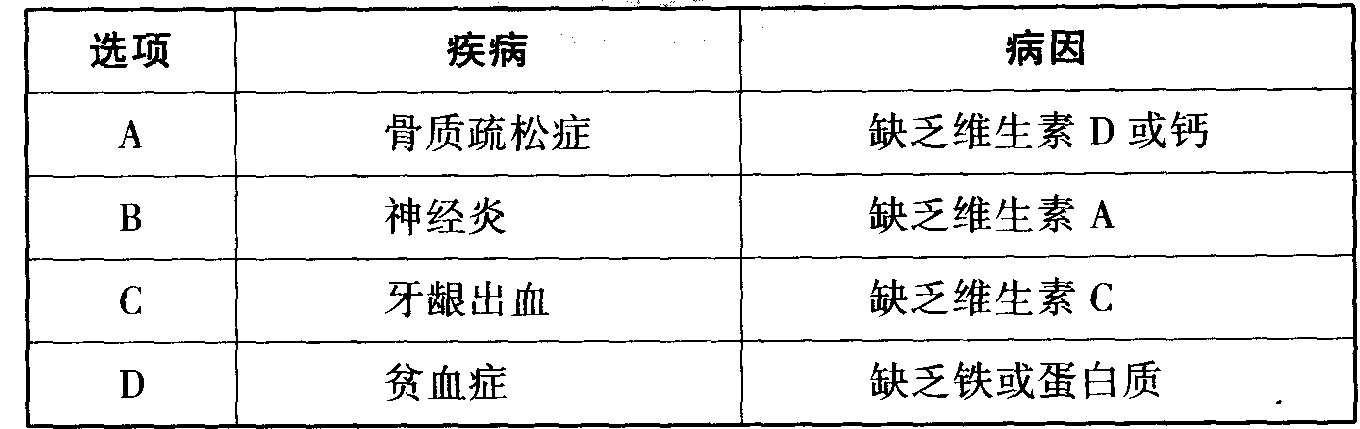 选项 疾病 病因
A 骨质疏松症 缺乏维生素 D 或钙
B 神经炎 缺乏维生素 A
C 牙龈出血 缺乏维生素 C
D 贫血症 缺乏铁或蛋白质